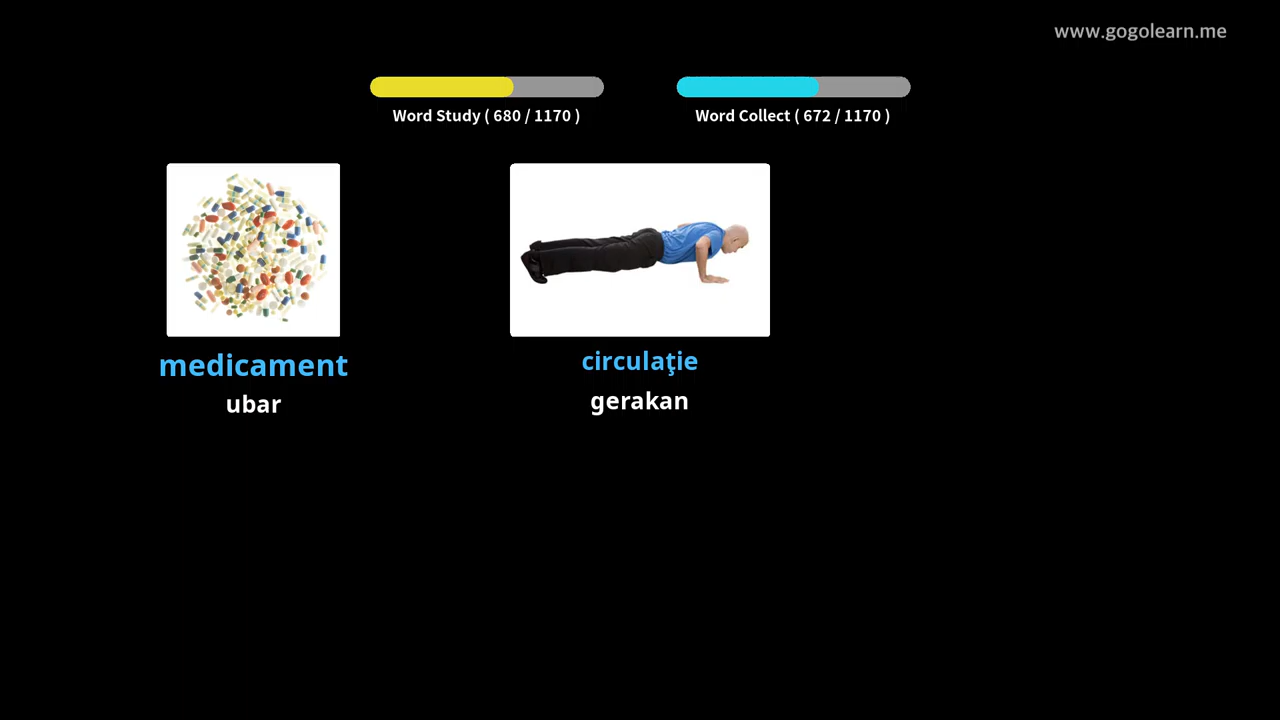 www.gogolearn.me
Word Study ( 680 / 1170 )
Word Collect ( 672 / 1170 )
medicament
ubar
circulaţie
gerakan